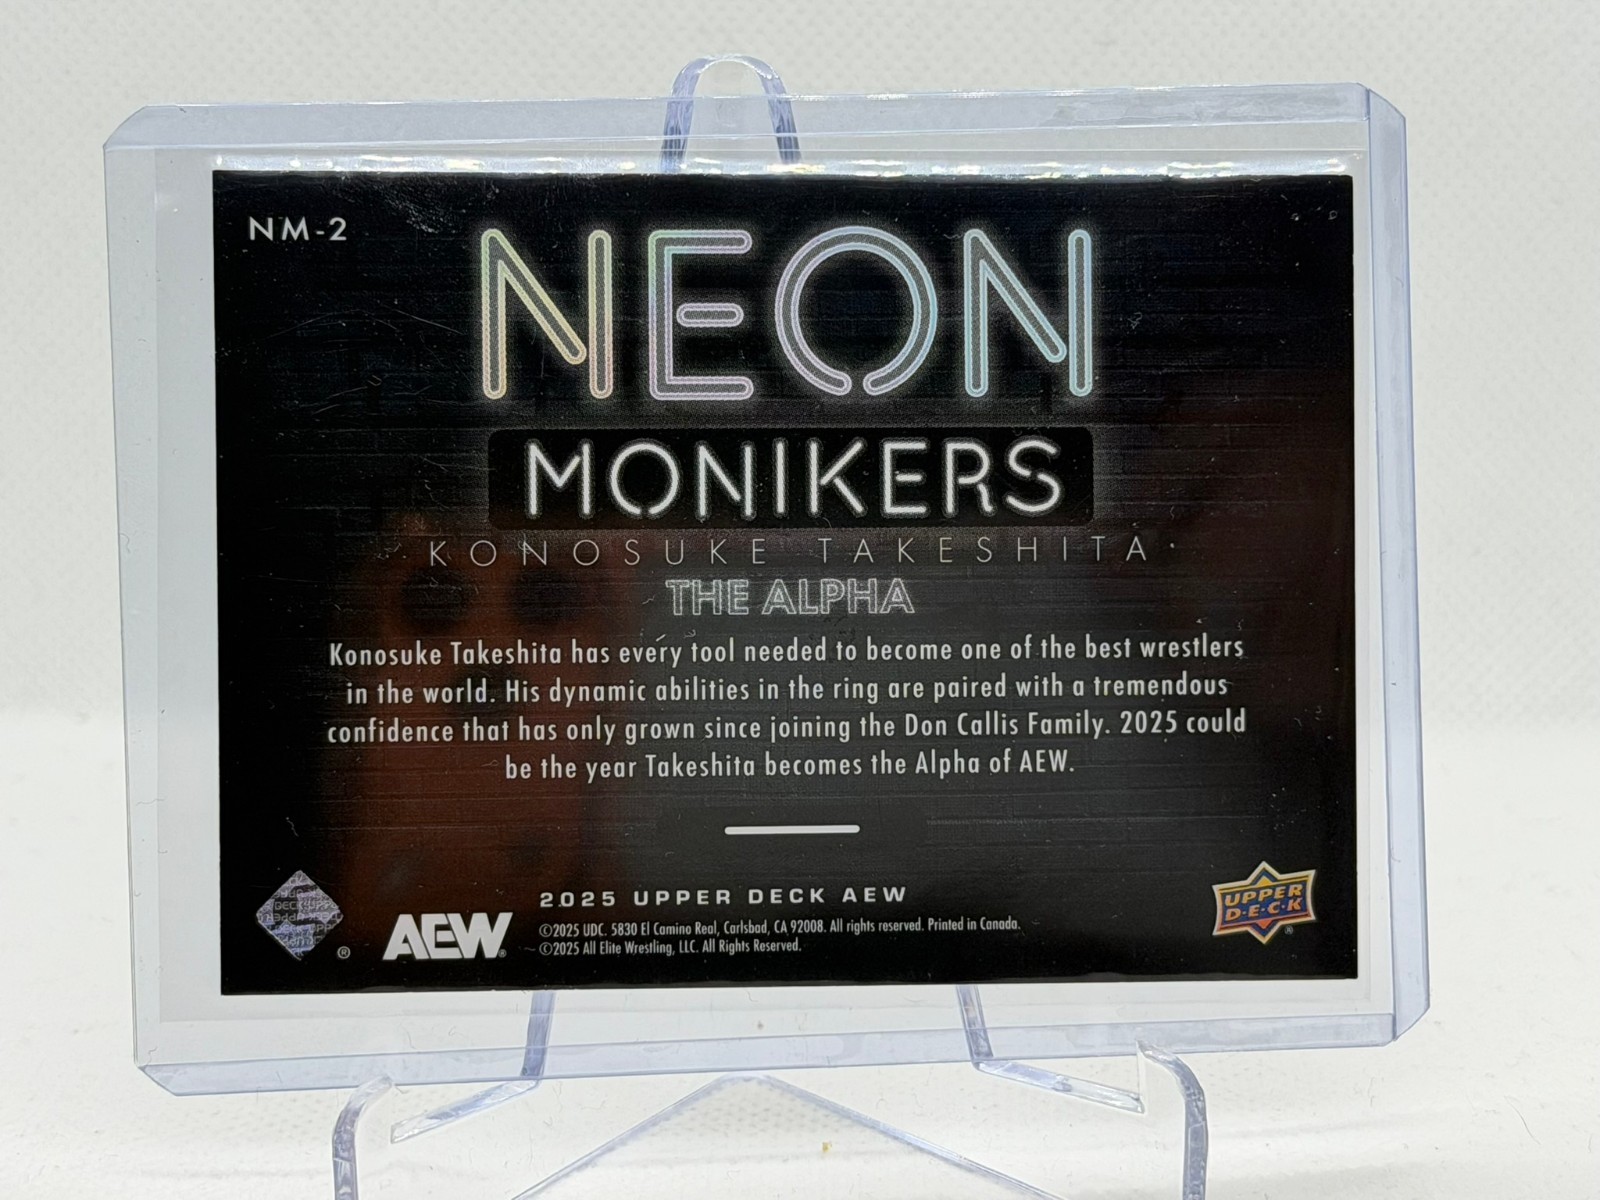 NM-2
NEON
MONIKERS
· KONOSUKE TAKESHITA ·
THE ALPHA
Konosuke Takeshita has every tool needed to become one of the best wrestlers
in the world. His dynamic abilities in the ring are paired with a tremendous
confidence that has only grown since joining the Don Callis Family. 2025 could
be the year Takeshita becomes the Alpha of AEW.
2025 UPPER DECK AEW
©2025 UDC. 5830 El Camino Real, Carlsbad, CA 92008. All rights reserved. Printed in Canada.
©2025 All Elite Wrestling, LLC. All Rights Reserved.
®
AEW®
UPPER
D·E·C·K®